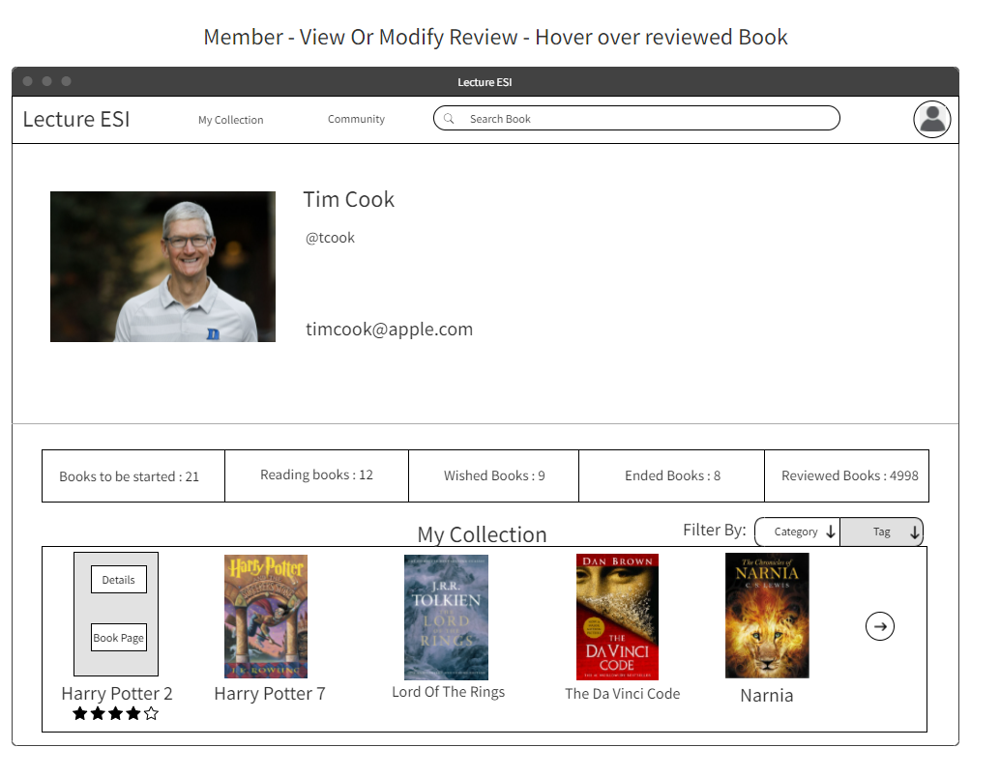 Member - View Or Modify Review - Hover over reviewed Book
Lecture ESI
Lecture ESI
My Collection
Community
Search Book
Tim Cook
@tcook
timcook@apple.com
Books to be started : 21
Reading books : 12
Wished Books : 9
Ended Books : 8
Reviewed Books : 4998
My Collection
Filter By:
Category
Tag
Details
Book Page
Harry Potter
J.K. ROWLING
J.R.R.
TOLKIEN
LORD
OF THE
RINGS
DAN BROWN
THE
DA VINCI
CODE
The Chronicles of
NARNIA
C. S. LEWIS
Harry Potter 2
Harry Potter 7
Lord Of The Rings
The Da Vinci Code
Narnia